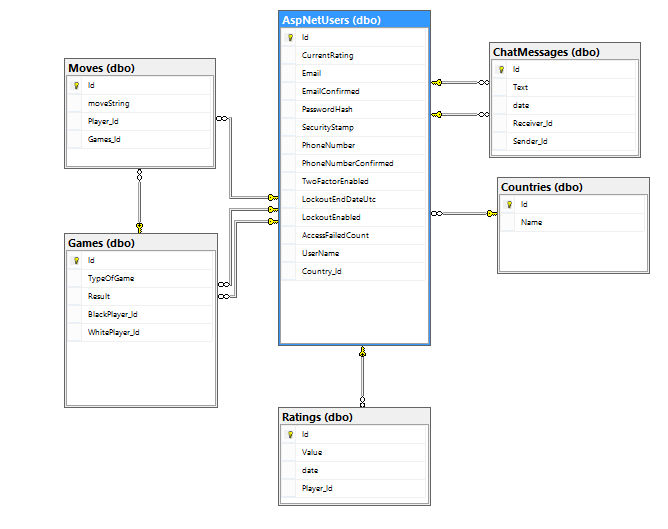 AspNetUsers (dbo)
Id
CurrentRating
Email
EmailConfirmed
PasswordHash
SecurityStamp
PhoneNumber
PhoneNumberConfirmed
TwoFactorEnabled
LockoutEndDateUtc
LockoutEnabled
AccessFailedCount
UserName
Country_Id
Moves (dbo)
Id
moveString
Player_Id
Games_Id
ChatMessages (dbo)
Id
Text
date
Receiver_Id
Sender_Id
Countries (dbo)
Id
Name
Games (dbo)
Id
TypeOfGame
Result
BlackPlayer_Id
WhitePlayer_Id
Ratings (dbo)
Id
Value
date
Player_Id